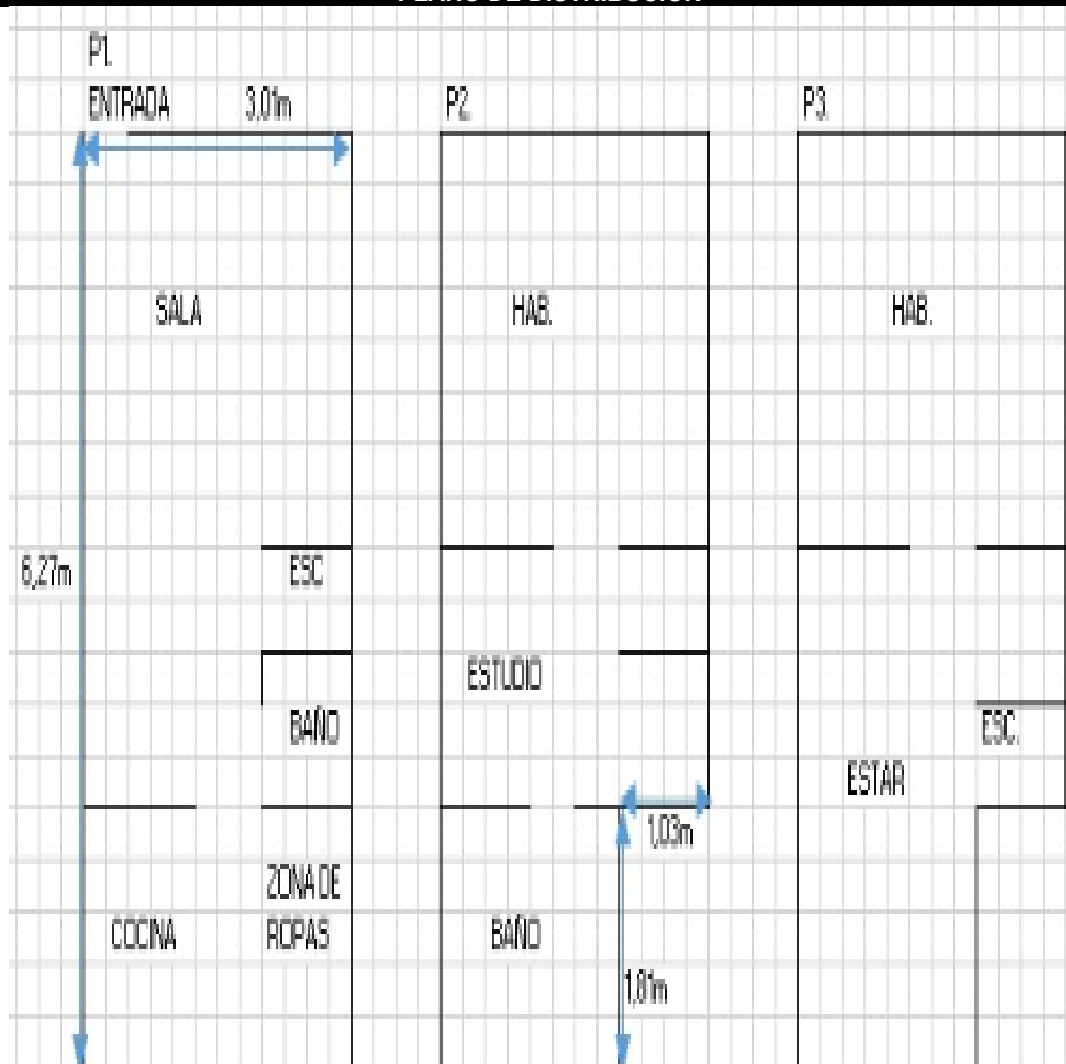 P1.
ENTRADA
3,01m
P2.
P3.
SALA
HAB.
HAB.
6,27m
ESC
ESTUDIO
BAÑO
ESC.
ESTAR
1,03m
ZONA DE
ROPAS
COCINA
BAÑO
1,81m